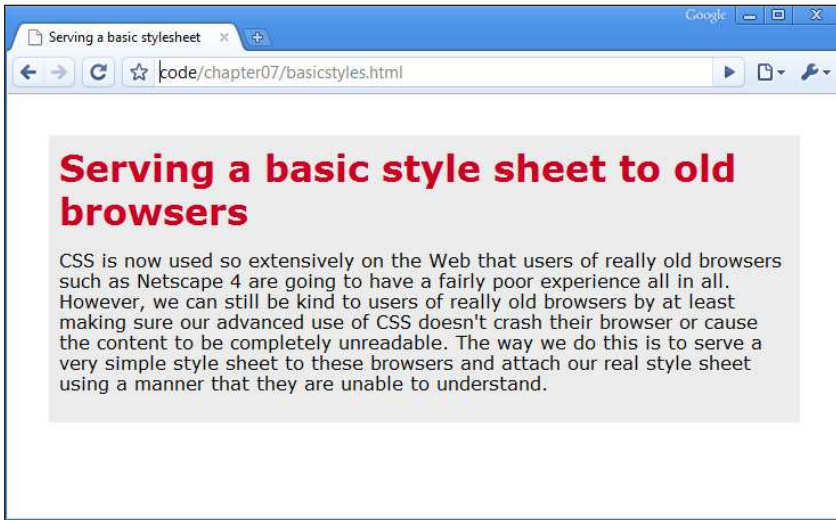 Google
Serving a basic stylesheet
code/chapter07/basicstyles.html
Serving a basic style sheet to old
browsers
CSS is now used so extensively on the Web that users of really old browsers
such as Netscape 4 are going to have a fairly poor experience all in all.
However, we can still be kind to users of really old browsers by at least
making sure our advanced use of CSS doesn't crash their browser or cause
the content to be completely unreadable. The way we do this is to serve a
very simple style sheet to these browsers and attach our real style sheet
using a manner that they are unable to understand.